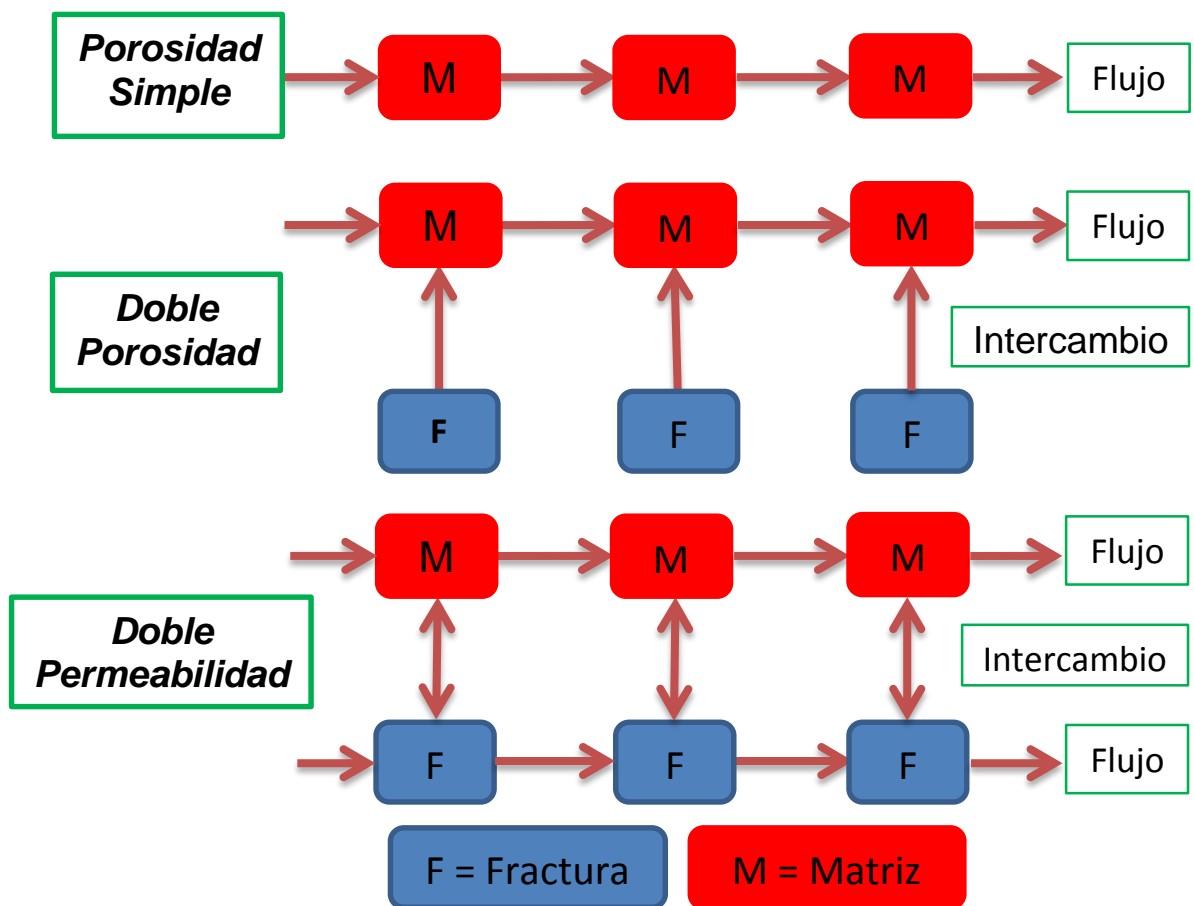 Porosidad
Simple
M
M
M
Flujo
M
M
M
Flujo
Doble
Porosidad
Intercambio
F
F
F
M
M
M
Flujo
Doble
Permeabilidad
Intercambio
F
F
F
Flujo
F = Fractura
M = Matriz